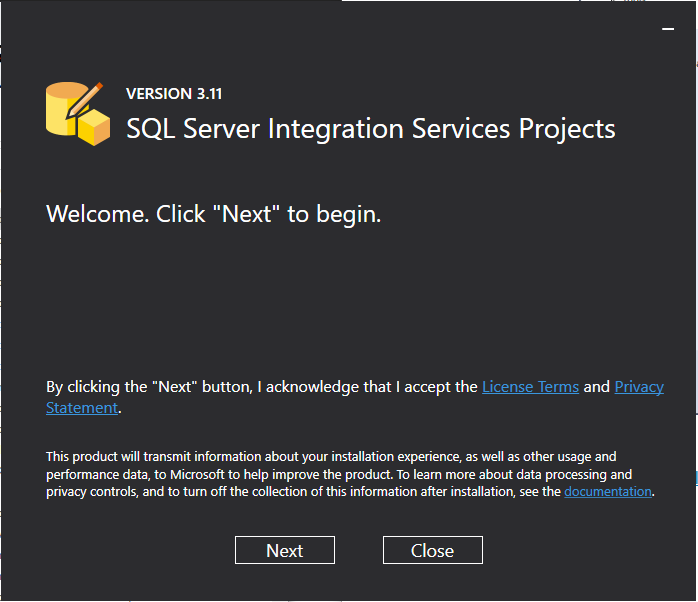 VERSION 3.11
SQL Server Integration Services Projects
Welcome. Click "Next" to begin.
By clicking the "Next" button, I acknowledge that I accept the License Terms and Privacy
Statement.
This product will transmit information about your installation experience, as well as other usage and
performance data, to Microsoft to help improve the product. To learn more about data processing and
privacy controls, and to turn off the collection of this information after installation, see the documentation.
Next Close